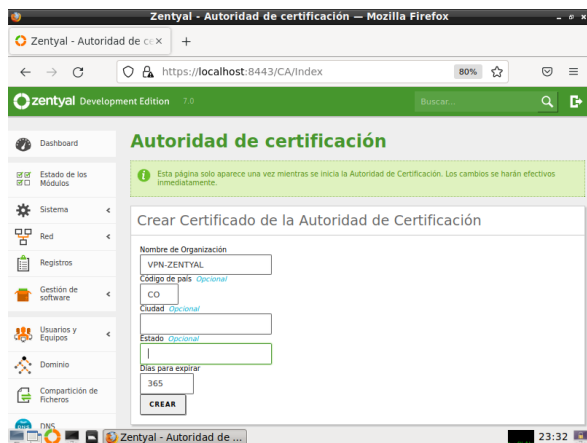 Zentyal - Autoridad de certificación — Mozilla Firefox
Zentyal - Autoridad de ce
https://localhost:8443/CA/Index
80%
zentyal Development Edition 7.0
Buscar...
Dashboard
Estado de los
Módulos
Sistema
Red
Registros
Gestión de
software
Usuarios y
Equipos
Dominio
Compartición de
Ficheros
DNS
Autoridad de certificación
Esta página solo aparece una vez mientras se inicia la Autoridad de Certificación. Los cambios se harán efectivos
inmediatamente.
Crear Certificado de la Autoridad de Certificación
Nombre de Organización
VPN-ZENTYAL
Código de país Opcional
CO
Ciudad Opcional
Estado Opcional
Días para expirar
365
CREAR
Zentyal - Autoridad de ...
23:32